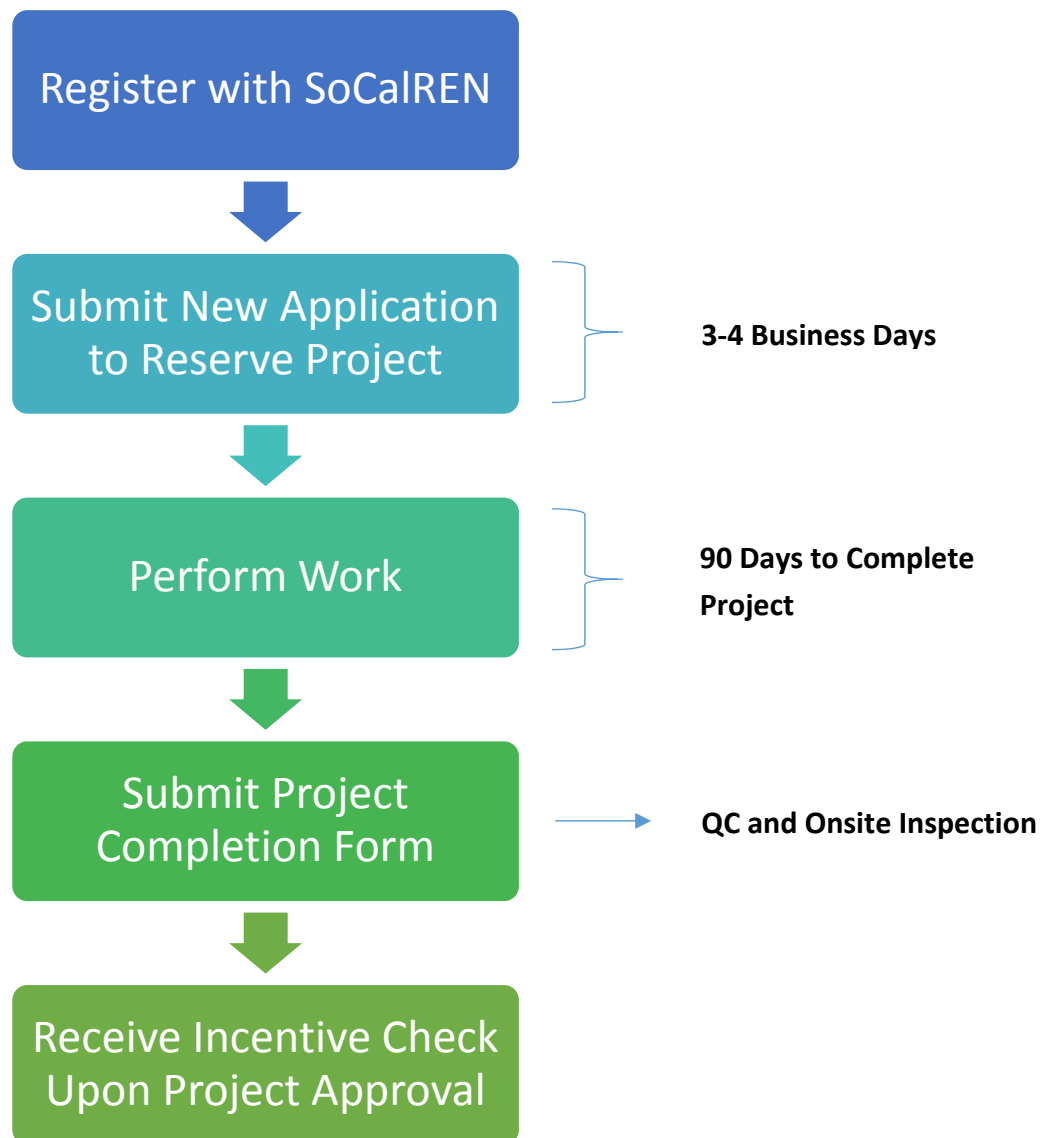 Register with SoCalREN
Submit New Application
to Reserve Project
3-4 Business Days
Perform Work
90 Days to Complete
Project
Submit Project
Completion Form
QC and Onsite Inspection
Receive Incentive Check
Upon Project Approval